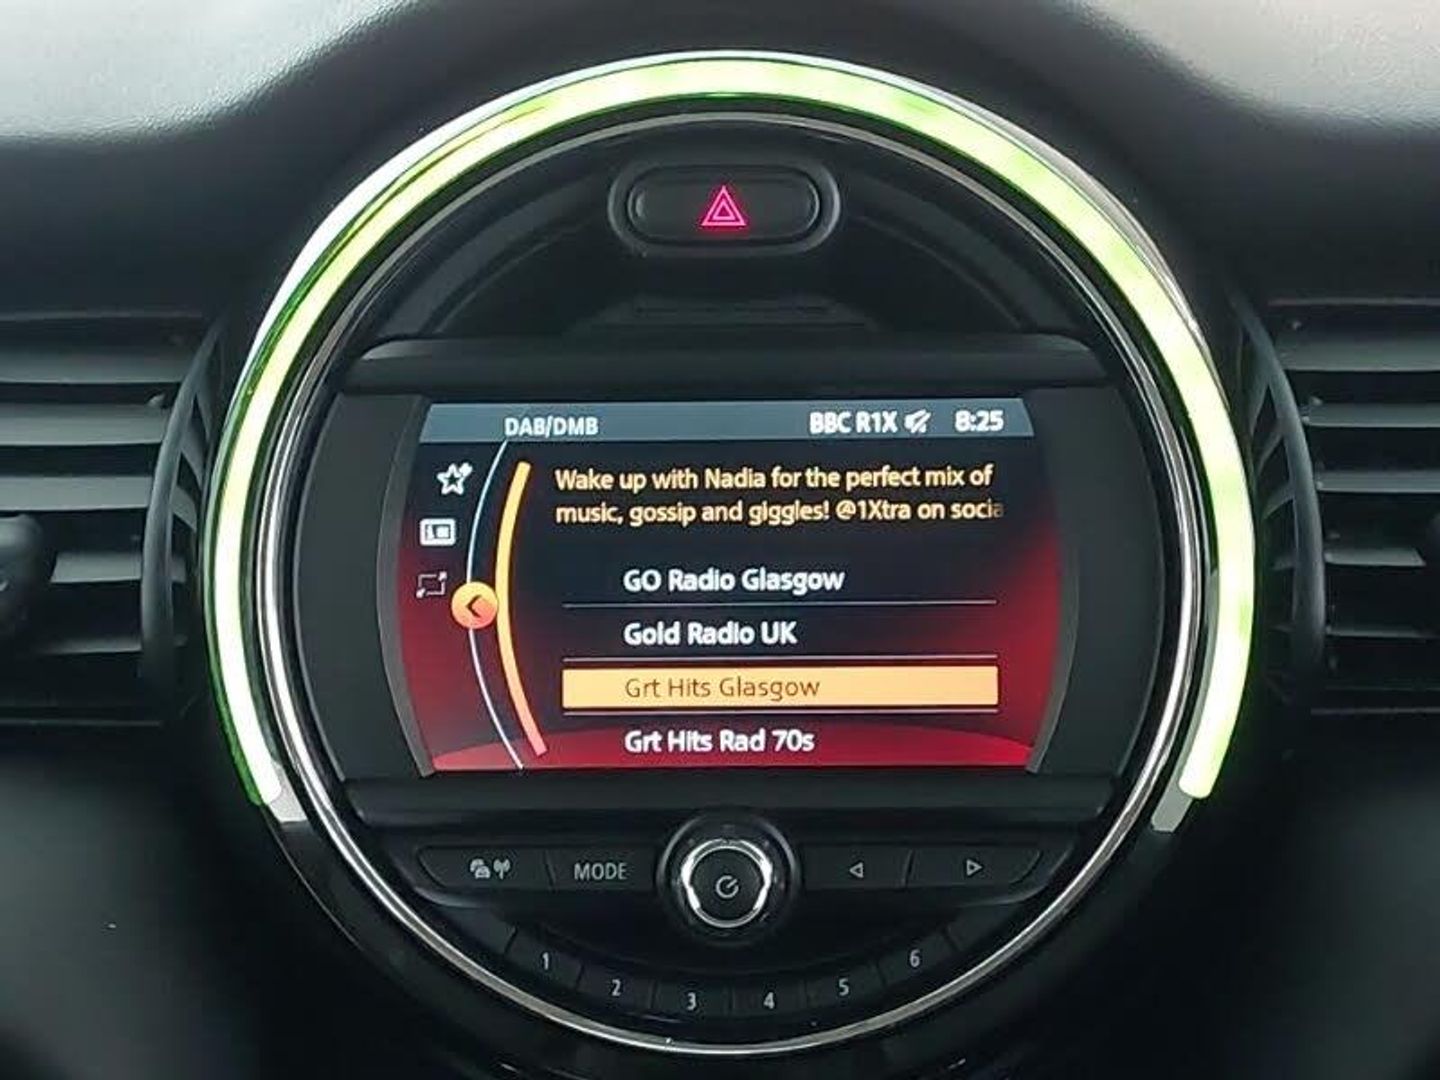 DAB/DMB BBC R1X 8:25
Wake up with Nadia for the perfect mix of
music, gossip and giggles! @1Xtra on socia
GO Radio Glasgow
Gold Radio UK
Grt Hits Glasgow
Grt Hits Rad 70s
MODE
1 2 3 4 5 6